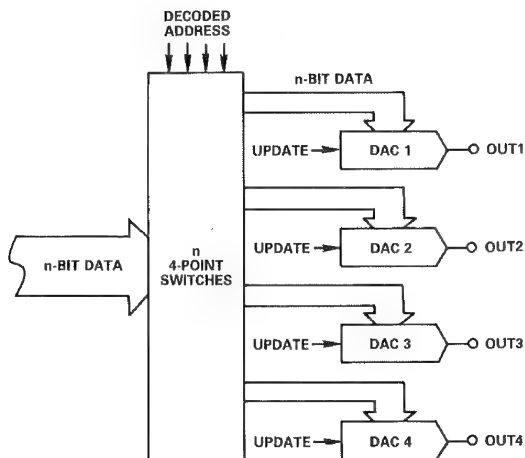 DECODED
ADDRESS
n-BIT DATA
UPDATE
DAC 1
OUT1
n-BIT DATA
n
4-POINT
SWITCHES
UPDATE
DAC 2
OUT2
UPDATE
DAC 3
OUT3
UPDATE
DAC 4
OUT4